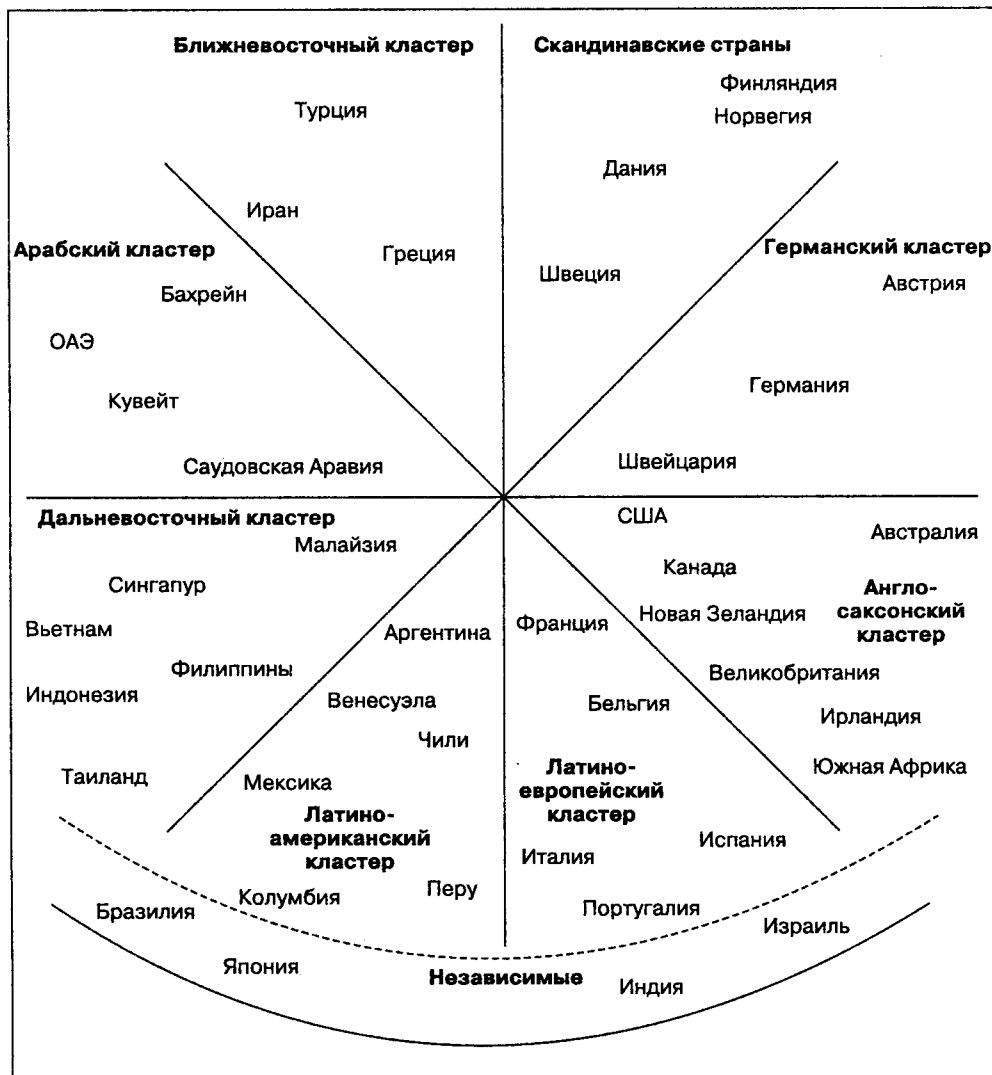 Ближневосточный кластер
Турция
Иран
Греция
Скандинавские страны
Финляндия
Норвегия
Дания
Швеция
Арабский кластер
Бахрейн
ОАЭ
Кувейт
Саудовская Аравия
Германский кластер
Австрия
Германия
Швейцария
Дальневосточный кластер
Малайзия
Сингапур
Вьетнам
Филиппины
Индонезия
Таиланд
Аргентина
Венесуэла
Чили
Мексика
Латино-
американский
кластер
Колумбия
Перу
Франция
Бельгия
Латино-
европейский
кластер
Испания
Италия
Португалия
США
Австралия
Канада
Англо-
саксонский
кластер
Новая Зеландия
Великобритания
Ирландия
Южная Африка
Бразилия
Израиль
Япония
Независимые
Индия